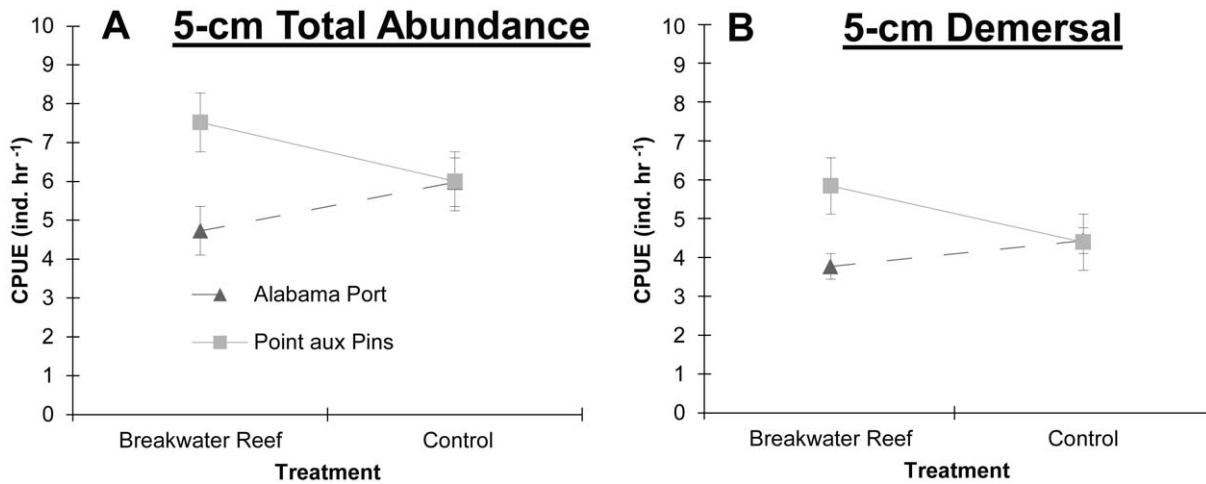 A 5-cm Total Abundance
10
9
8
7
6
5
4
3
2
1
0
CPUE (ind. hr -1)
Alabama Port
Point aux Pins
Breakwater Reef Control
Treatment
B 5-cm Demersal
10
9
8
7
6
5
4
3
2
1
0
CPUE (ind. hr -1)
Breakwater Reef Control
Treatment